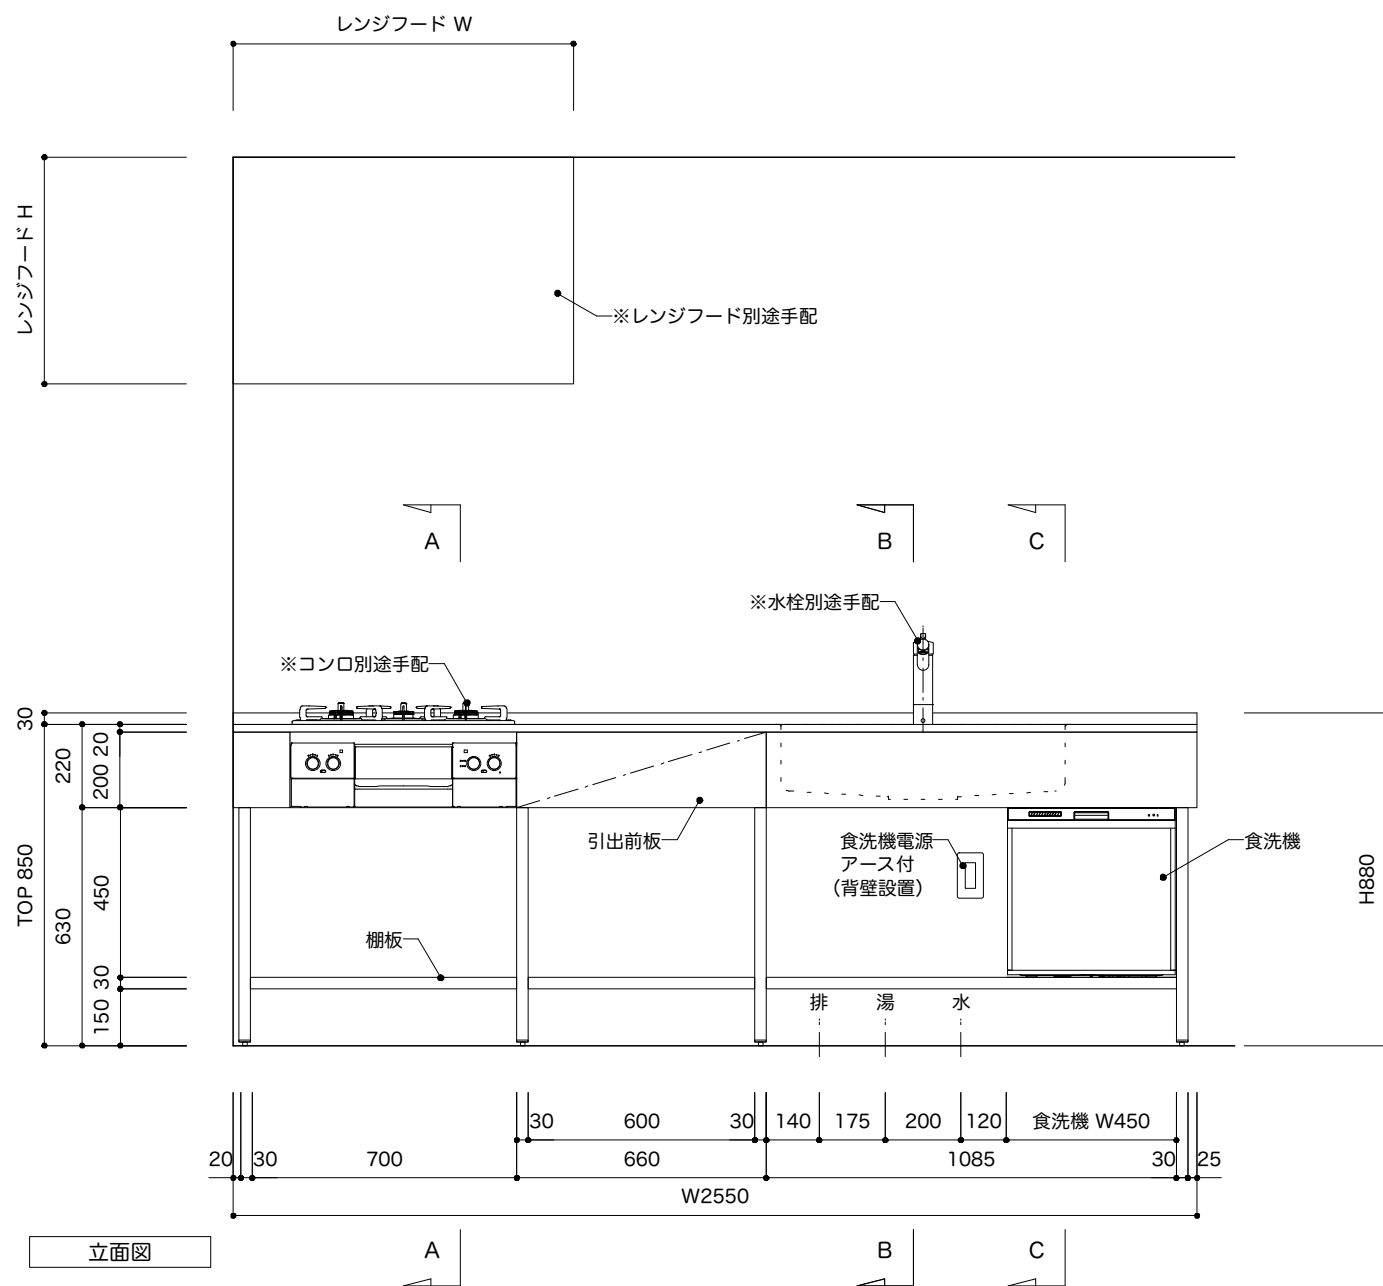 レンジフード W
レンジフード H
※レンジフード別途手配
A
B
C
※水栓別途手配
※コンロ別途手配
30
220
200 20
TOP 850
630
450
30
150
引出前板
食洗機電源
アース付
（背壁設置）
食洗機
H880
棚板
排
湯
水
30
600
30
140
175
200
120
食洗機 W450
20
30
700
660
1085
30
25
W2550
立面図
A
B
C